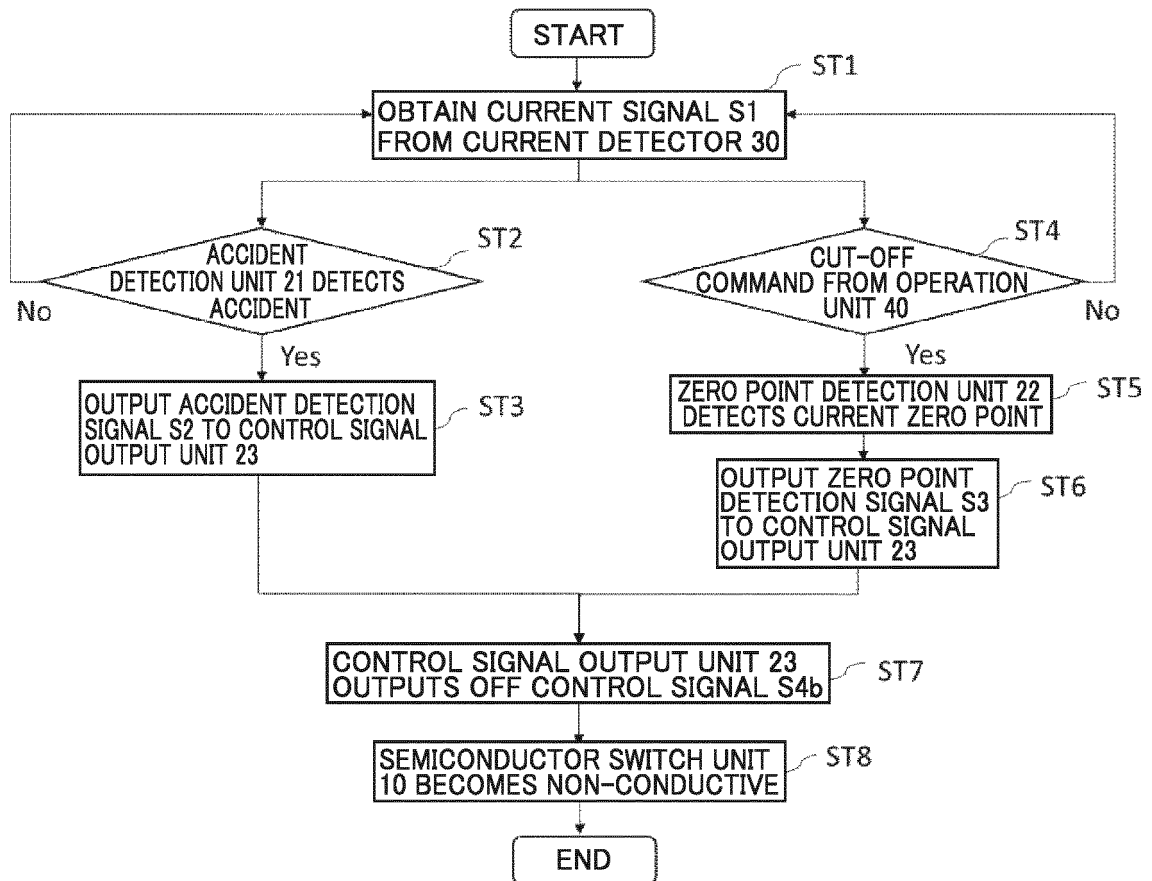 START
ST1
OBTAIN CURRENT SIGNAL S1
FROM CURRENT DETECTOR 30
ST2
ACCIDENT
DETECTION UNIT 21 DETECTS
ACCIDENT
No
Yes
ST4
CUT-OFF
COMMAND FROM OPERATION
UNIT 40
No
Yes
ST3
OUTPUT ACCIDENT DETECTION
SIGNAL S2 TO CONTROL SIGNAL
OUTPUT UNIT 23
ST5
ZERO POINT DETECTION UNIT 22
DETECTS CURRENT ZERO POINT
ST6
OUTPUT ZERO POINT
DETECTION SIGNAL S3
TO CONTROL SIGNAL
OUTPUT UNIT 23
ST7
CONTROL SIGNAL OUTPUT UNIT 23
OUTPUTS OFF CONTROL SIGNAL S4b
ST8
SEMICONDUCTOR SWITCH UNIT
10 BECOMES NON-CONDUCTIVE
END